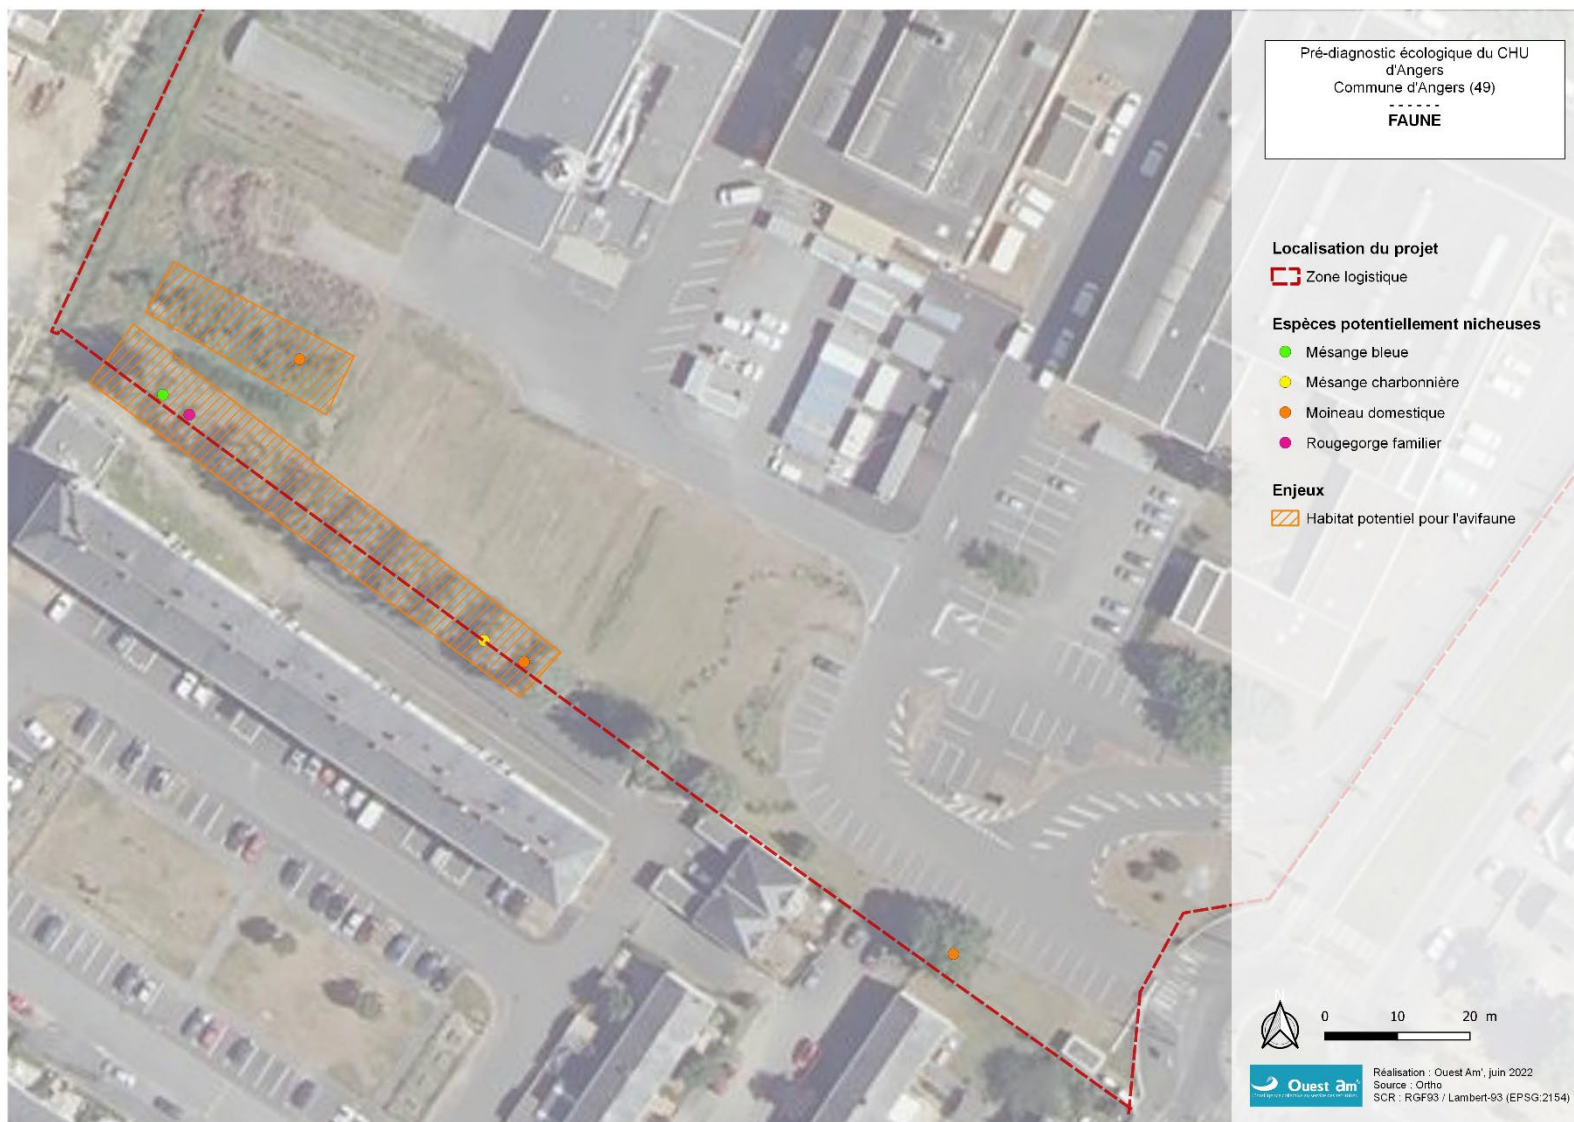 Pré-diagnostic écologique du CHU
d'Angers
Commune d'Angers (49)
------
FAUNE
Localisation du projet
Zone logistique
Espèces potentiellement nicheuses
Mésange bleue
Mésange charbonnière
Moineau domestique
Rougegorge familier
Enjeux
Habitat potentiel pour l'avifaune
N
0 10 20 m
Ouest am'
Réalisation : Ouest Am', juin 2022
Source : Ortho
SCR : RGF93 / Lambert-93 (EPSG:2154)